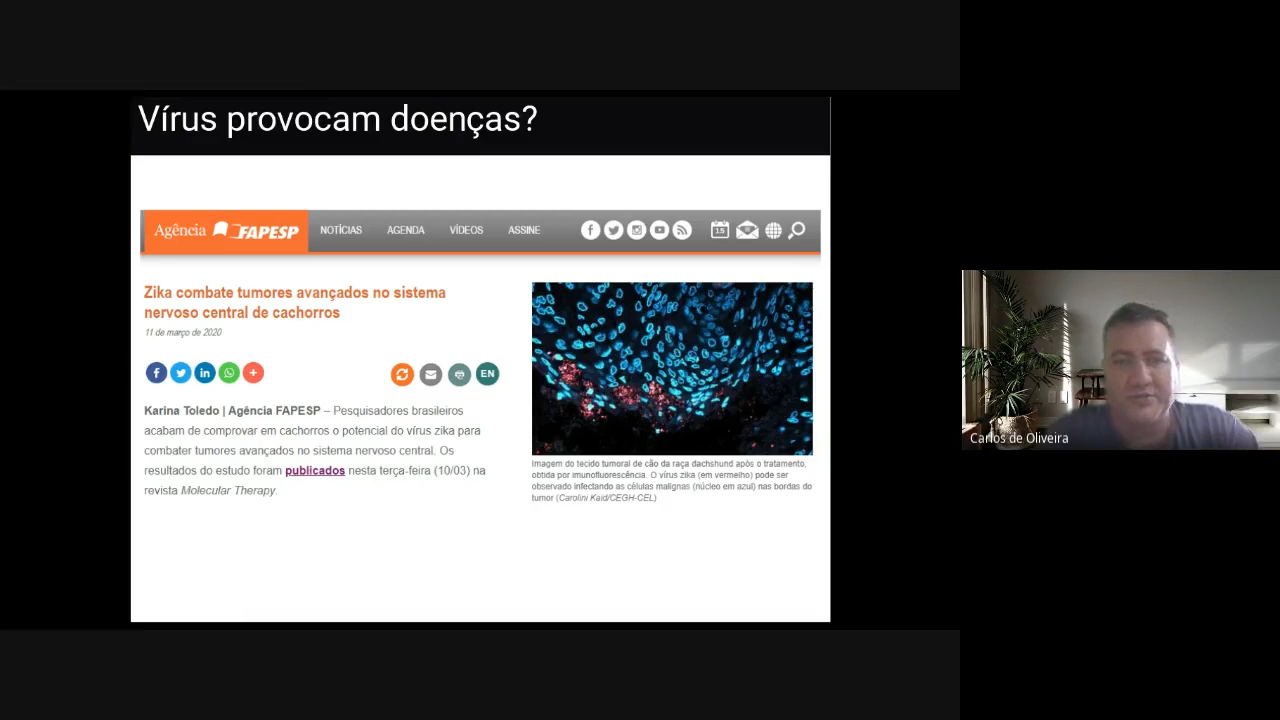 Vírus provocam doenças?
Agência FAPESP NOTÍCIAS AGENDA VÍDEOS ASSINE 15
Zika combate tumores avançados no sistema
nervoso central de cachorros
11 de março de 2020
EN
Karina Toledo | Agência FAPESP – Pesquisadores brasileiros
acabam de comprovar em cachorros o potencial do vírus zika para
combater tumores avançados no sistema nervoso central. Os
resultados do estudo foram publicados nesta terça-feira (10/03) na
revista Molecular Therapy.
Imagem do tecido tumoral de cão da raça dachshund após o tratamento,
obtida por imunofluorescência. O vírus zika (em vermelho) pode ser
observado infectando as células malignas (núcleo em azul) nas bordas do
tumor (Carolini Kaid/CEGH-CEL)
Carlos de Oliveira